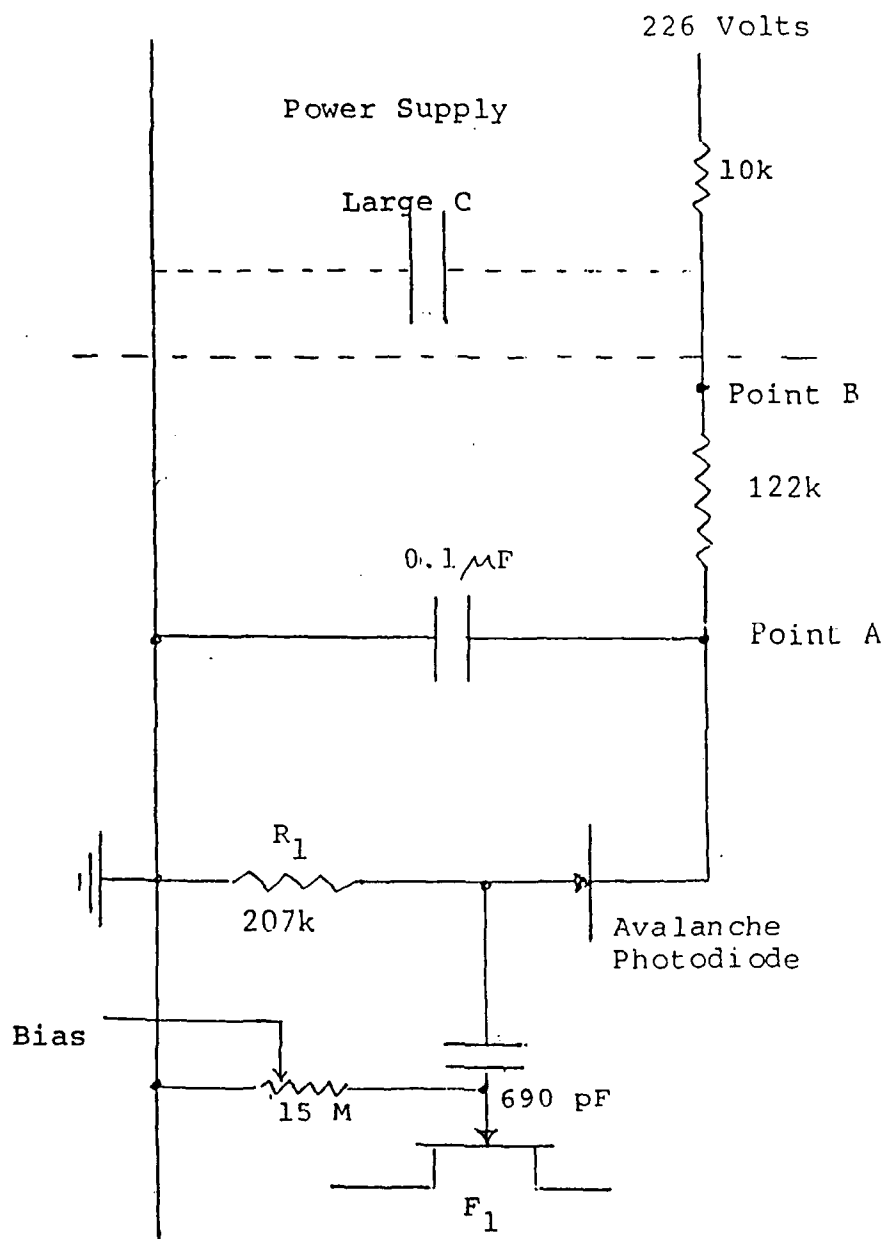 226 Volts
Power Supply
10k
Large C
Point B
122k
0.1 μF
Point A
R1
207k
Avalanche
Photodiode
Bias
15 M
690 pF
F1